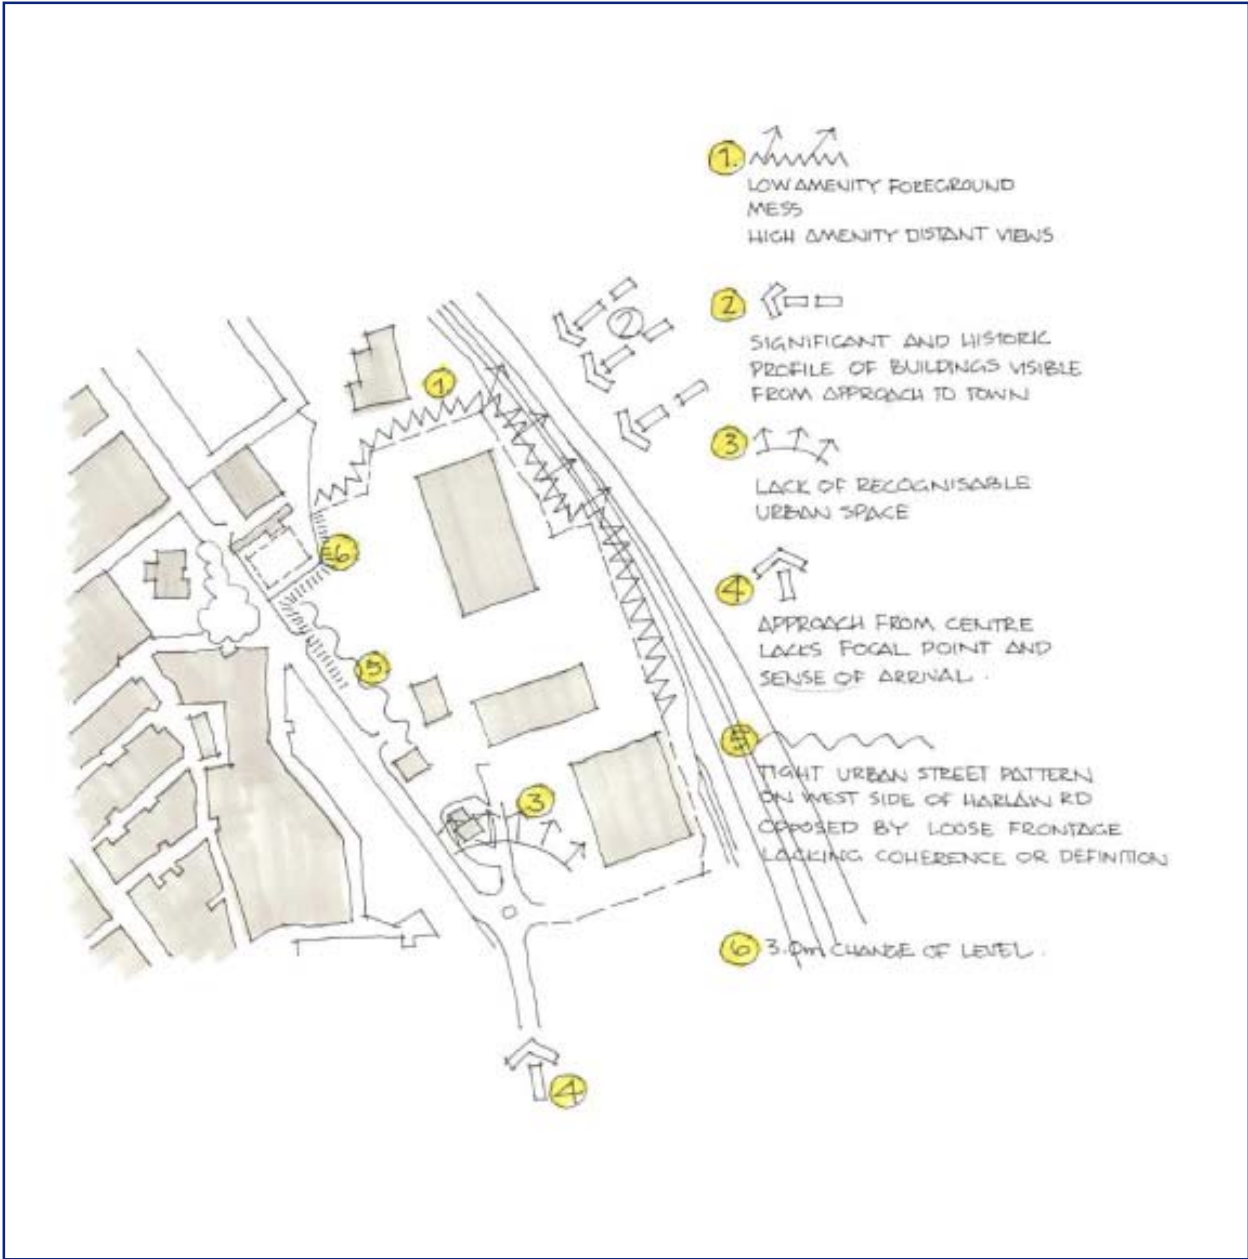 1.
LOW AMENITY FOREGROUND
MESS
HIGH AMENITY DISTANT VIEWS
2
SIGNIFICANT AND HISTORIC
PROFILE OF BUILDINGS VISIBLE
FROM APPROACH TO TOWN
3
LACK OF RECOGNISABLE
URBAN SPACE
4
APPROACH FROM CENTRE
LACKS FOCAL POINT AND
SENSE OF ARRIVAL.
5
TIGHT URBAN STREET PATTERN
ON WEST SIDE OF HARLAW RD
OPPOSED BY LOOSE FRONTAGE
LACKING COHERENCE OR DEFINITION
6 3.0m CHANGE OF LEVEL.
2
1
6
5
3
4